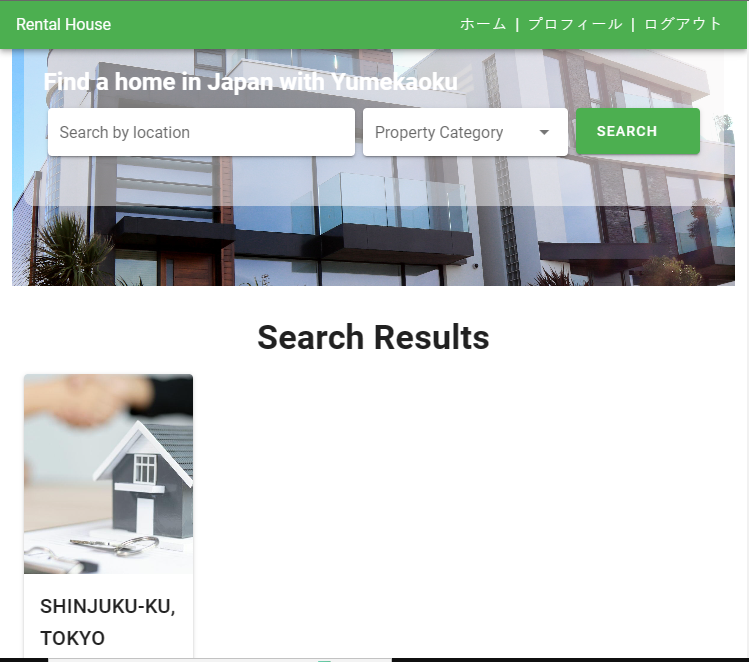 Rental House
ホーム | プロフィール | ログアウト
Find a home in Japan with Yumekaoku
Search by location
Property Category
SEARCH
Search Results
SHINJUKU-KU,
TOKYO